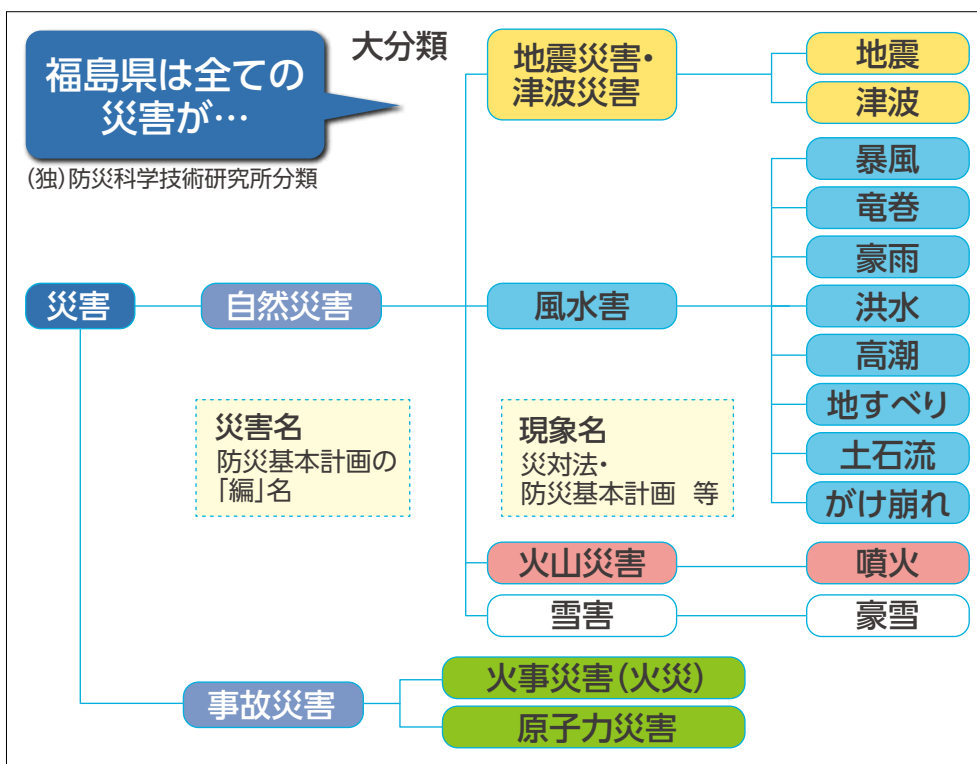 福島県は全ての
災害が…
(独)防災科学技術研究所分類
大分類
災害
自然災害
地震災害・
津波災害
地震
津波
風水害
暴風
竜巻
豪雨
洪水
高潮
地すべり
土石流
がけ崩れ
災害名
防災基本計画の
「編」名
現象名
災対法・
防災基本計画 等
火山災害
噴火
雪害
豪雪
事故災害
火事災害(火災)
原子力災害